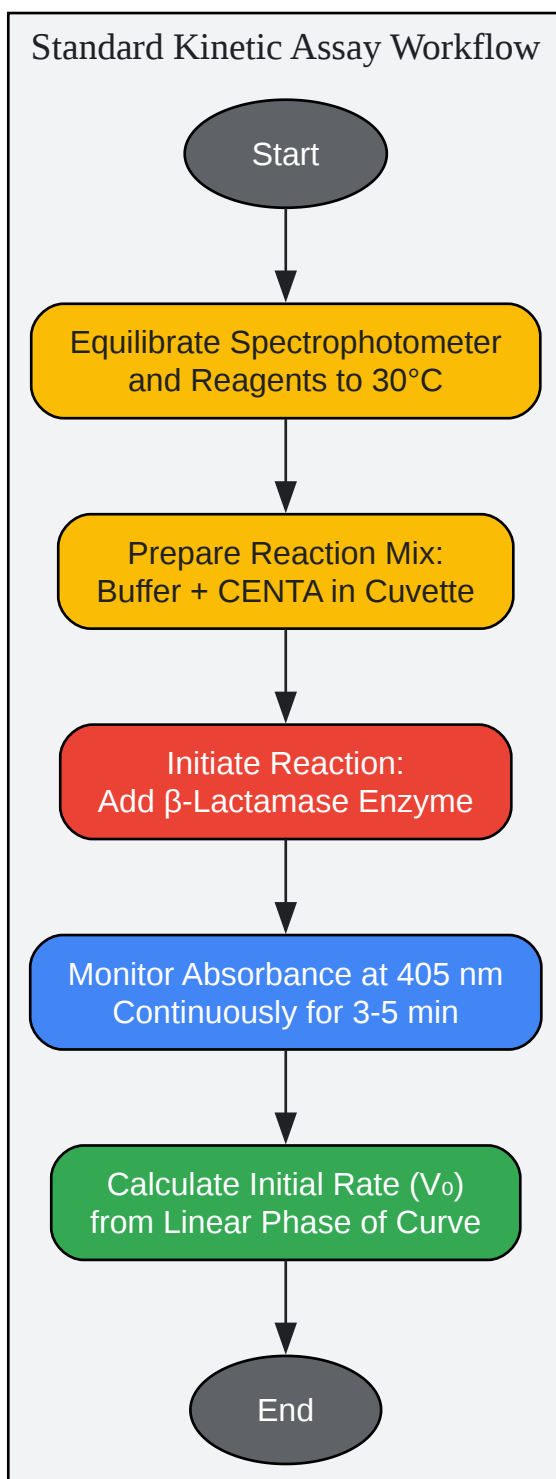 Standard Kinetic Assay Workflow
Start
Equilibrate Spectrophotometer
and Reagents to 30°C
Prepare Reaction Mix:
Buffer + CENTA in Cuvette
Initiate Reaction:
Add β-Lactamase Enzyme
Monitor Absorbance at 405 nm
Continuously for 3-5 min
Calculate Initial Rate (V₀)
from Linear Phase of Curve
End